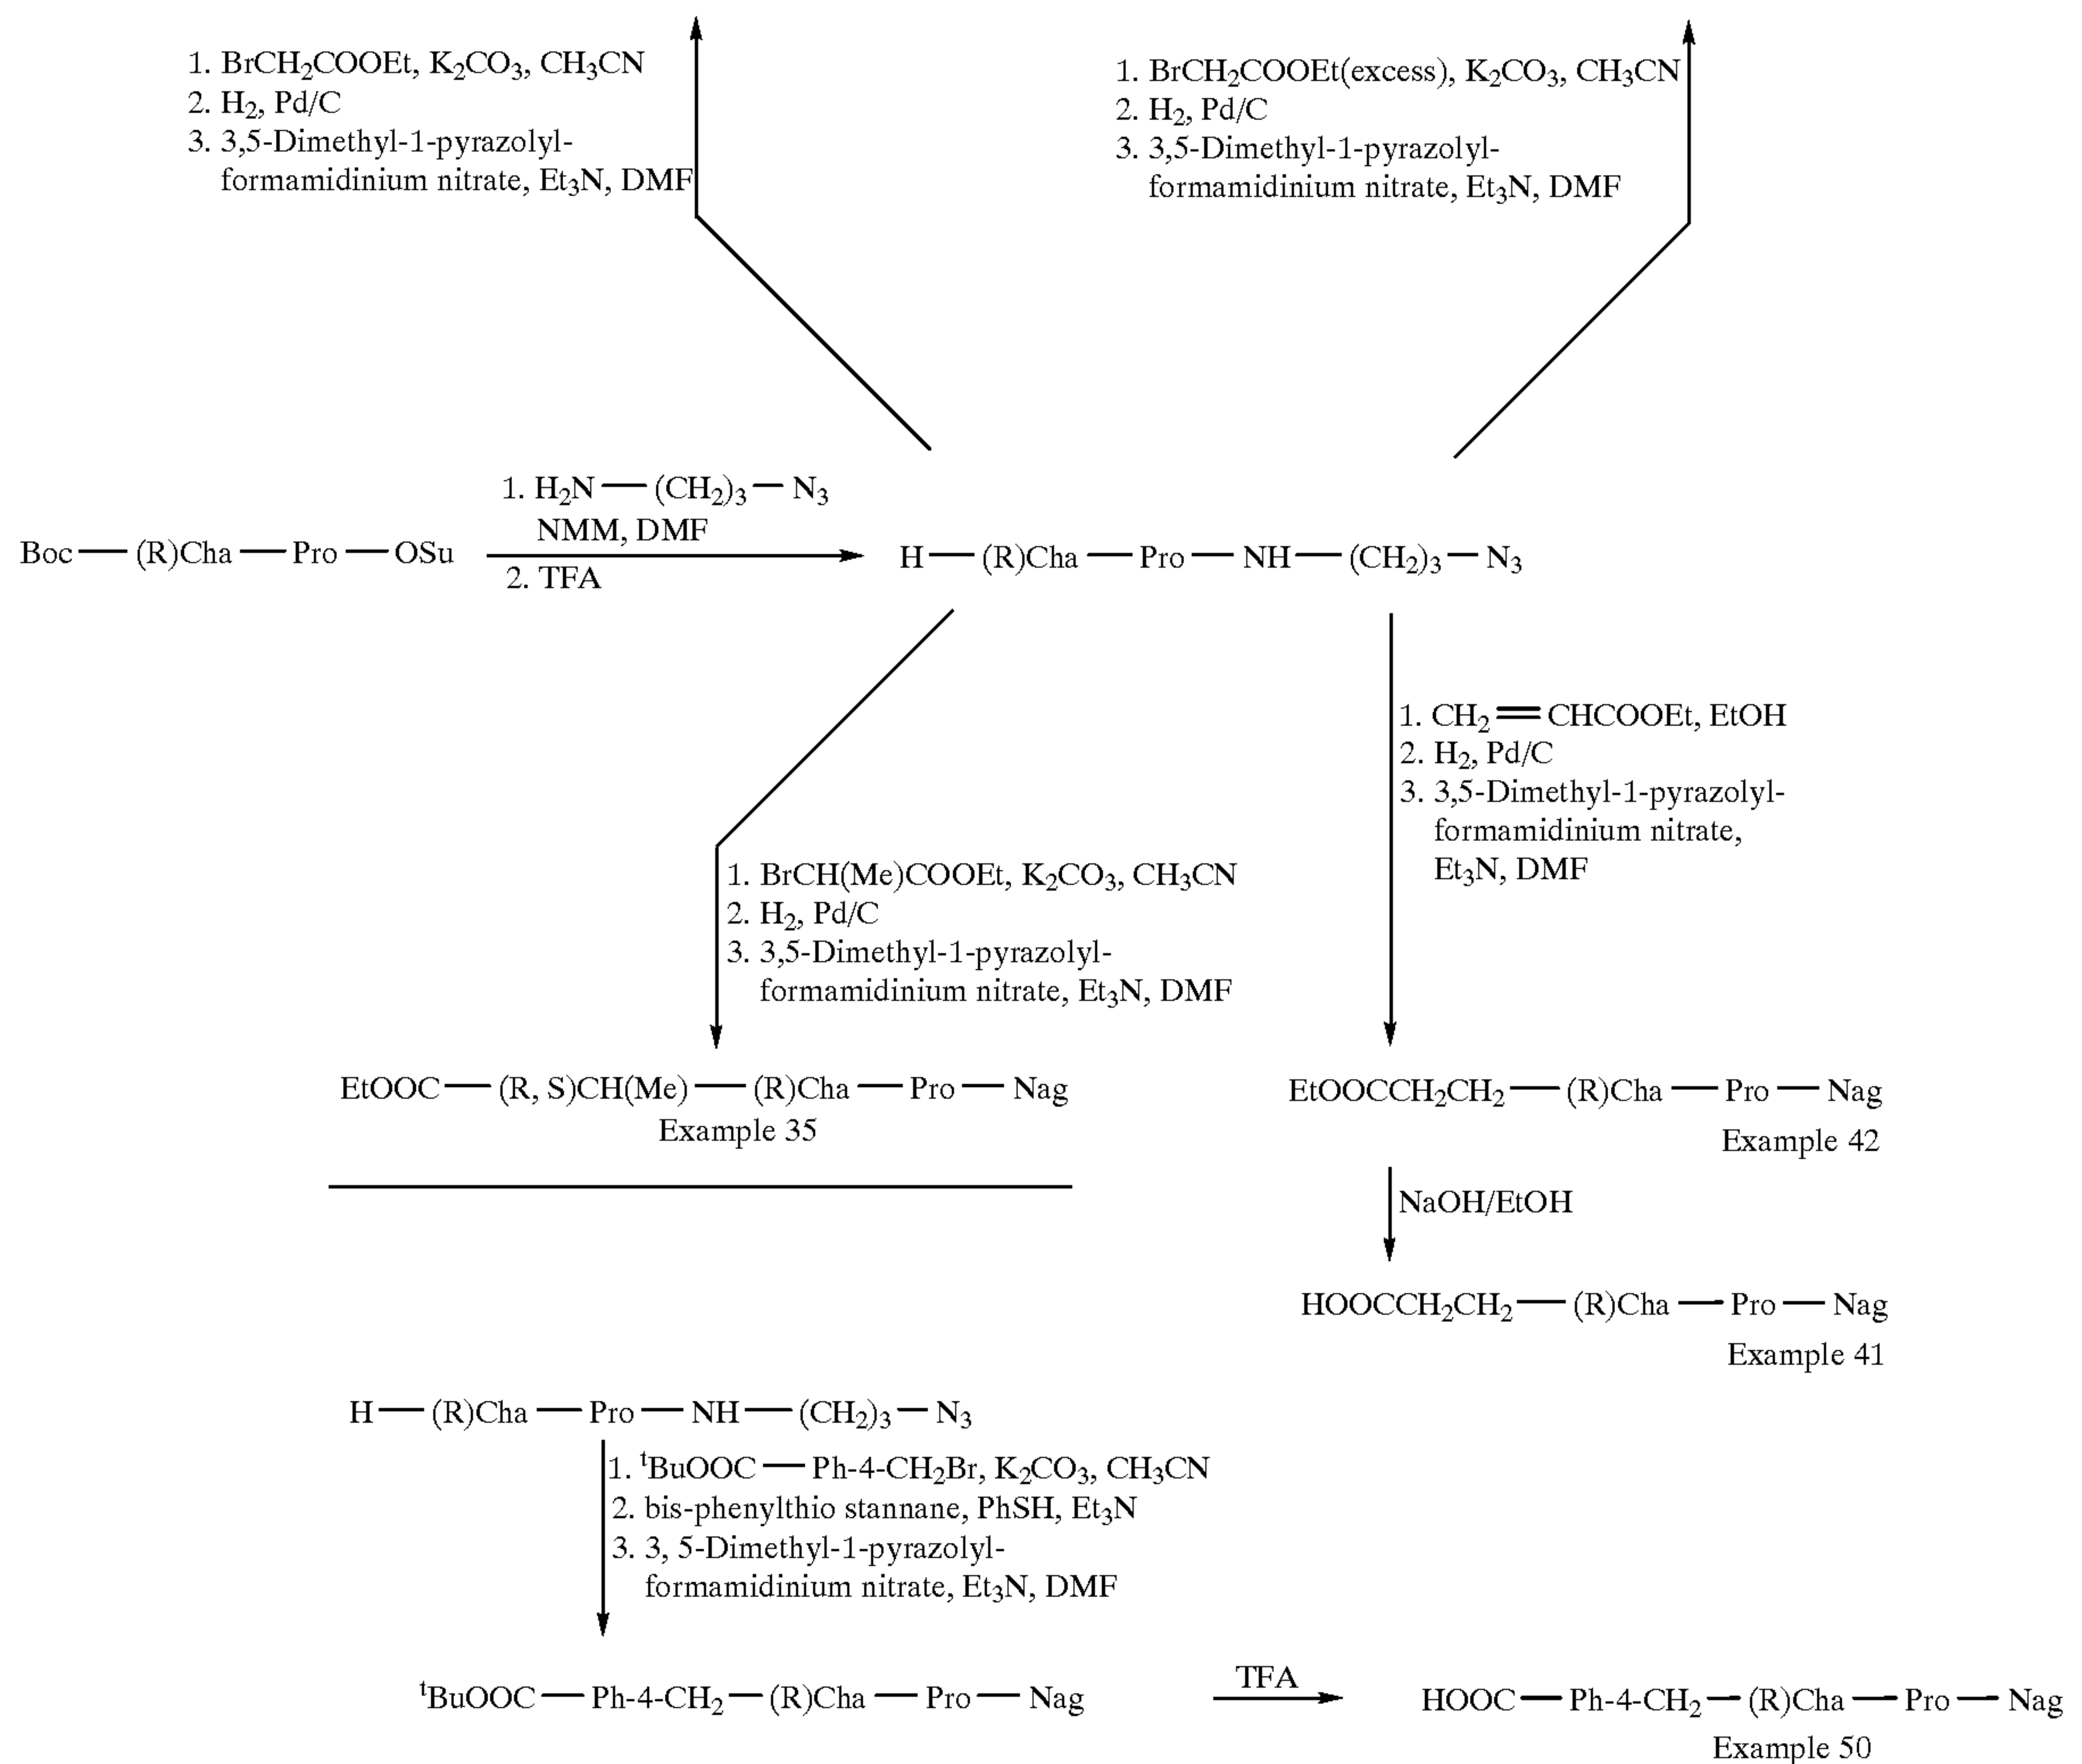 1. BrCH2COOEt, K2CO3, CH3CN
2. H2, Pd/C
3. 3,5-Dimethyl-1-pyrazolyl-
formamidinium nitrate, Et3N, DMF
1. BrCH2COOEt(excess), K2CO3, CH3CN
2. H2, Pd/C
3. 3,5-Dimethyl-1-pyrazolyl-
formamidinium nitrate, Et3N, DMF
Boc—(R)Cha—Pro—OSu
1. H2N—(CH2)3—N3
NMM, DMF
2. TFA
H—(R)Cha—Pro—NH—(CH2)3—N3
1. CH2=CHCOOEt, EtOH
2. H2, Pd/C
3. 3,5-Dimethyl-1-pyrazolyl-
formamidinium nitrate,
Et3N, DMF
1. BrCH(Me)COOEt, K2CO3, CH3CN
2. H2, Pd/C
3. 3,5-Dimethyl-1-pyrazolyl-
formamidinium nitrate, Et3N, DMF
EtOOC—(R, S)CH(Me)—(R)Cha—Pro—Nag
Example 35
EtOOCCH2CH2—(R)Cha—Pro—Nag
Example 42
NaOH/EtOH
HOOCCH2CH2—(R)Cha—Pro—Nag
Example 41
H—(R)Cha—Pro—NH—(CH2)3—N3
1. tBuOOC—Ph-4-CH2Br, K2CO3, CH3CN
2. bis-phenylthio stannane, PhSH, Et3N
3. 3, 5-Dimethyl-1-pyrazolyl-
formamidinium nitrate, Et3N, DMF
tBuOOC—Ph-4-CH2—(R)Cha—Pro—Nag
TFA
HOOC—Ph-4-CH2—(R)Cha—Pro—Nag
Example 50